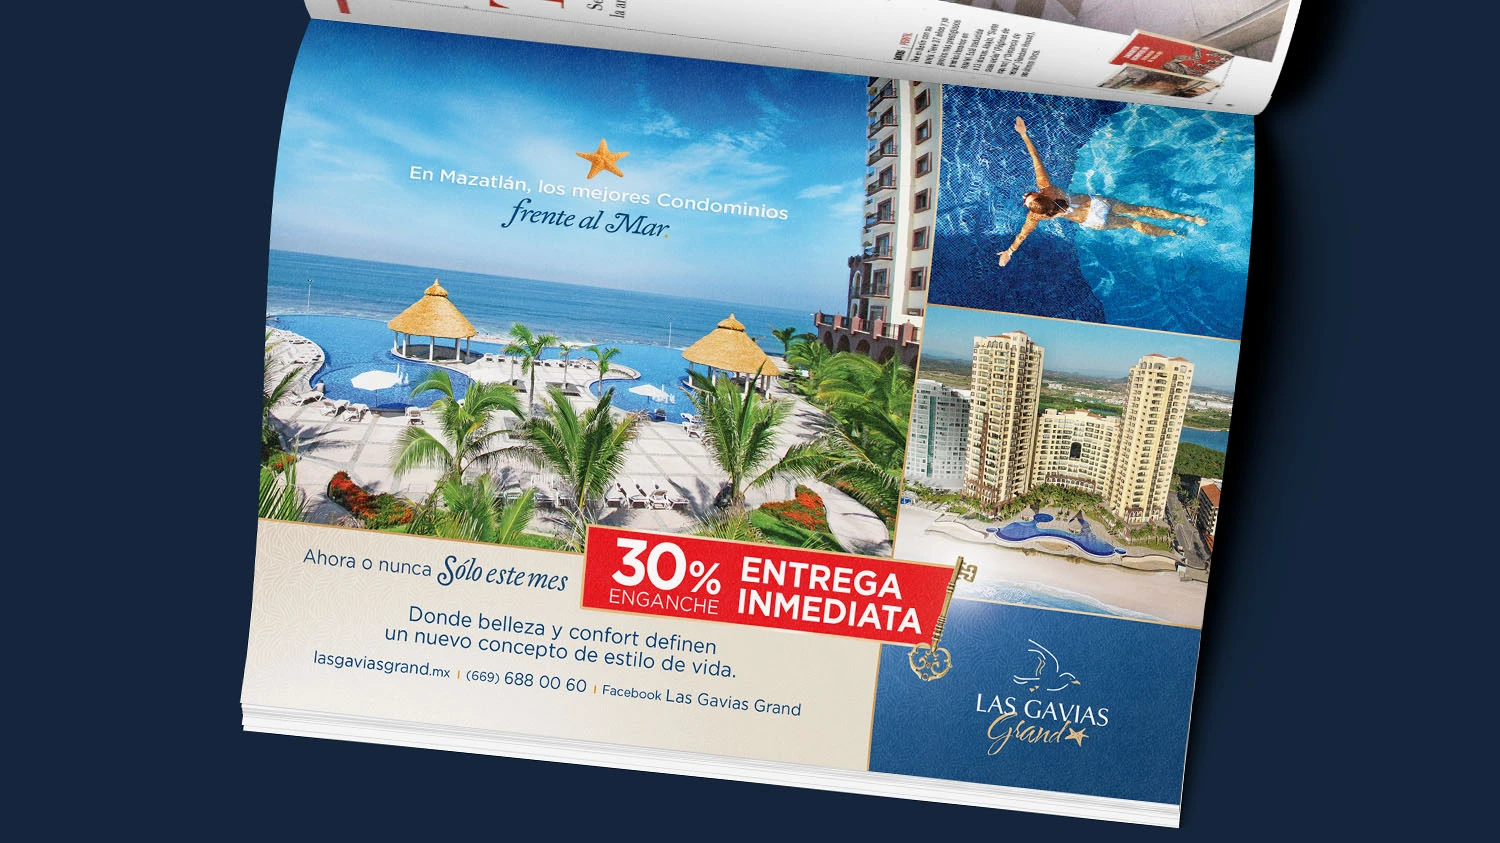 En Mazatlán, los mejores Condominios
frente al Mar.
Ahora o nunca Sólo este mes
30%
ENGANCHE
ENTREGA
INMEDIATA
Donde belleza y confort definen
un nuevo concepto de estilo de vida.
lasgaviasgrand.mx | (669) 688 00 60 | Facebook Las Gavias Grand
LAS GAVIAS
Grand